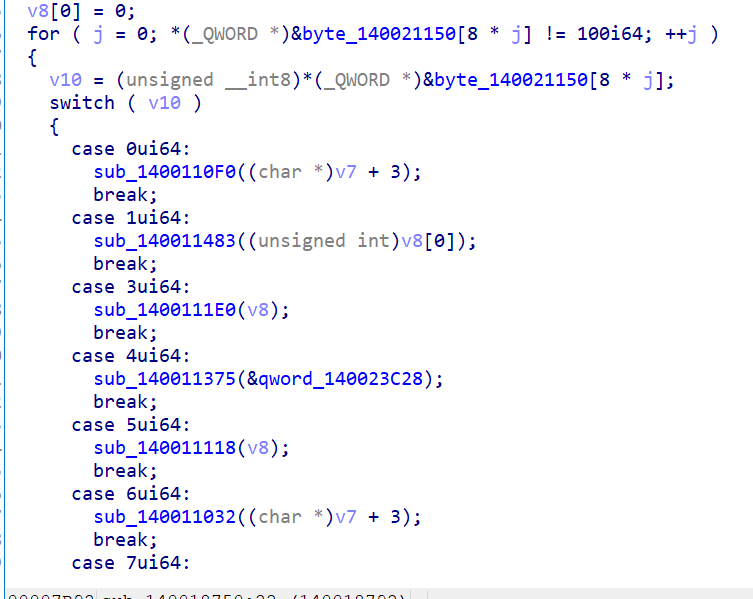 v8[0] = 0;
for ( j = 0; *(_QWORD *)&byte_140021150[8 * j] != 100i64; ++j )
{
v10 = (unsigned __int8)*(_QWORD *)&byte_140021150[8 * j];
switch ( v10 )
{
case 0ui64:
sub_1400110F0((char *)v7 + 3);
break;
case 1ui64:
sub_140011483((unsigned int)v8[0]);
break;
case 3ui64:
sub_1400111E0(v8);
break;
case 4ui64:
sub_140011375(&qword_140023C28);
break;
case 5ui64:
sub_140011118(v8);
break;
case 6ui64:
sub_140011032((char *)v7 + 3);
break;
case 7ui64: